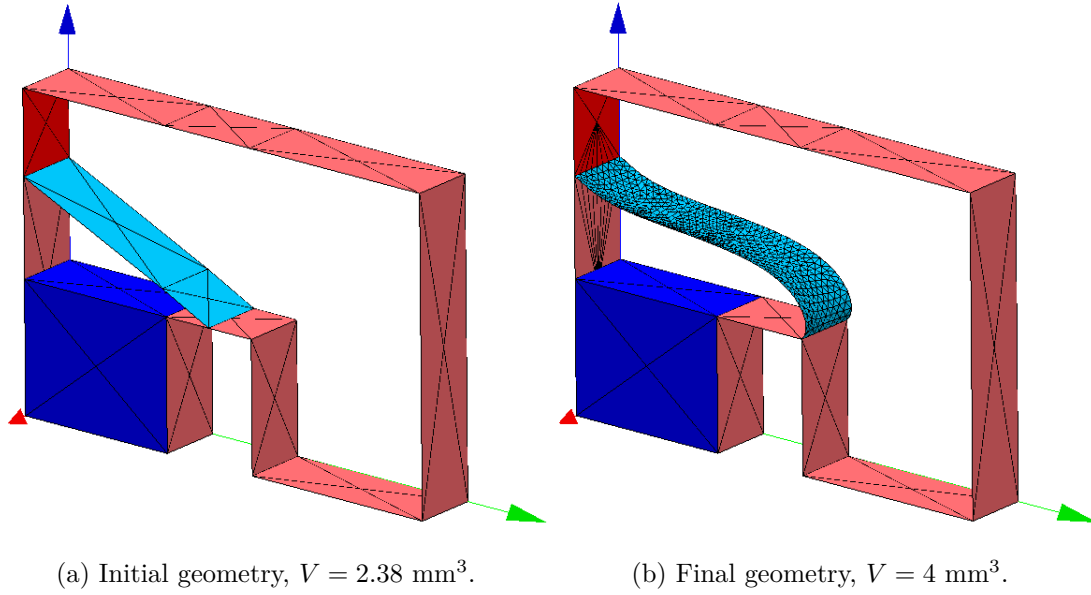 (a) Initial geometry, V = 2.38 mm³.
(b) Final geometry, V = 4 mm³.